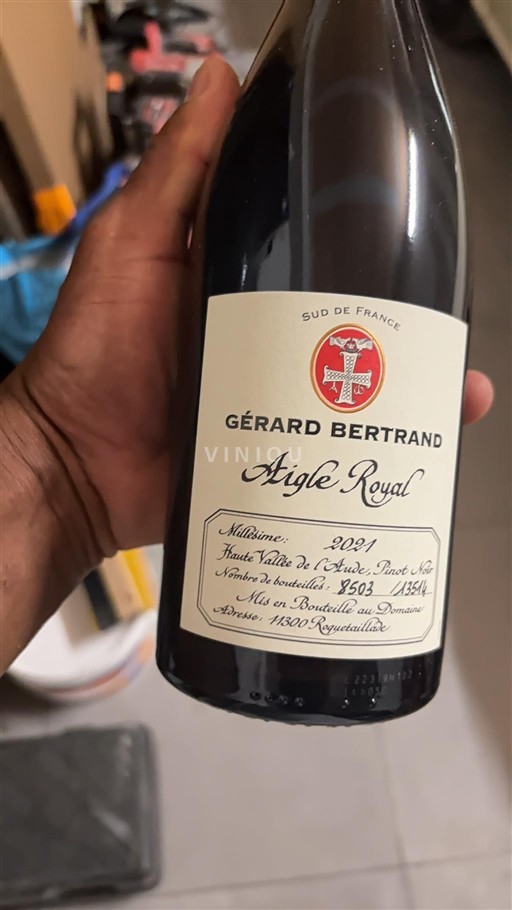 SUD DE FRANCE
GÉRARD BERTRAND
VINIOU
Aigle Royal
Millésime: 2021
Haute Vallée de l'Aude, Pinot Noir
Nombre de bouteilles: 8503 /13514
Mis en Bouteille au Domaine
Adresse: 11300 Roquetaillade